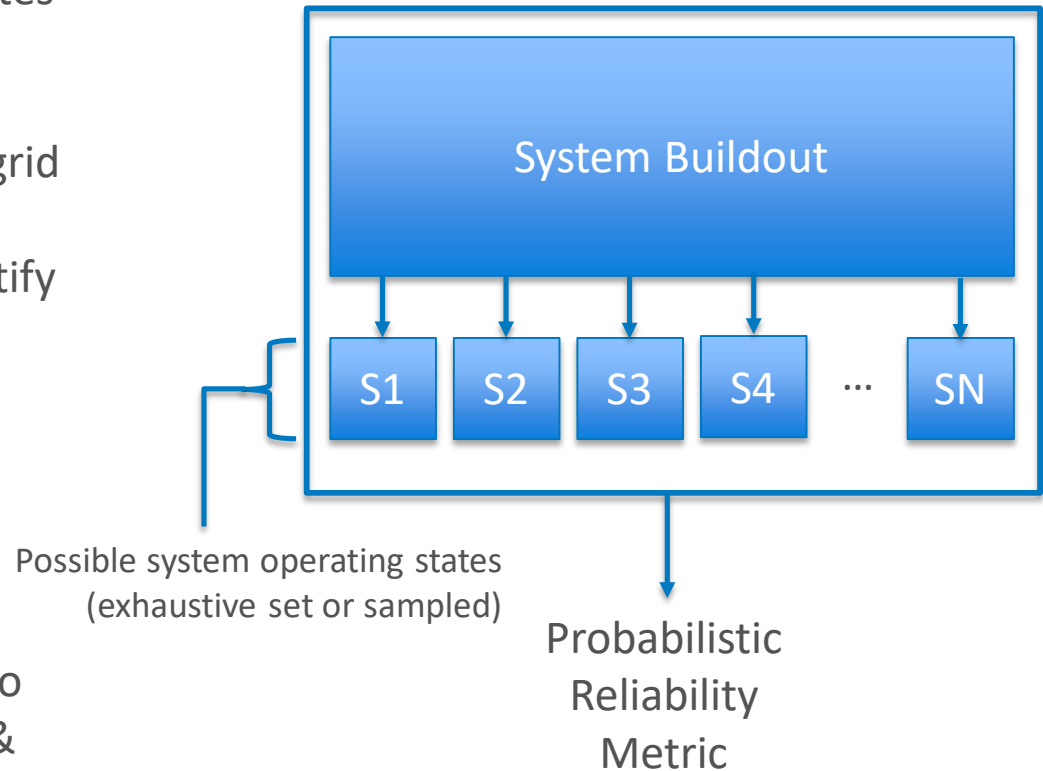 grid
System Buildout
S1
S2
S3
S4
...
SN
Possible system operating states
(exhaustive set or sampled)
Probabilistic
Reliability
Metric
&